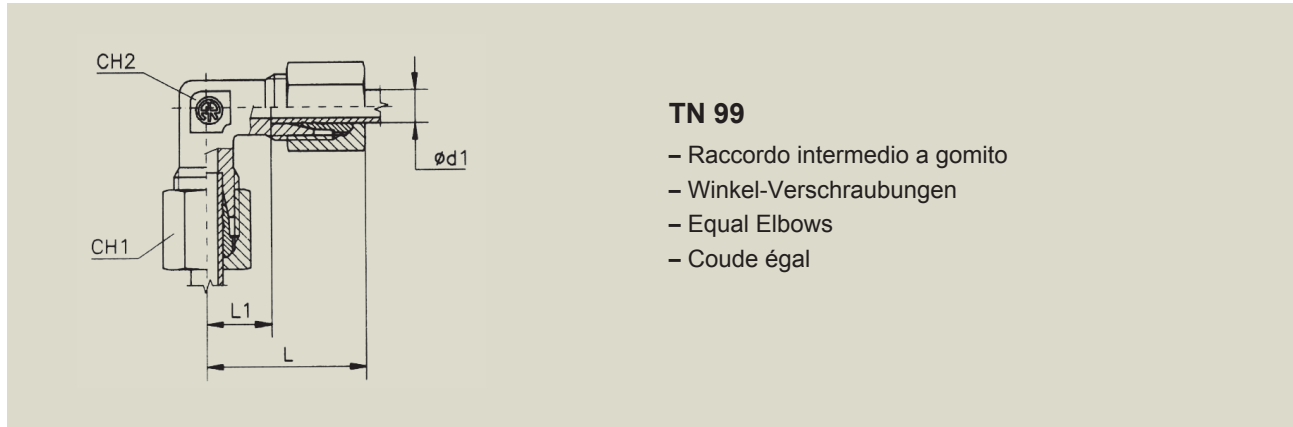 CH2
ød1
CH1
L1
L
TN 99
– Raccordo intermedio a gomito
– Winkel-Verschraubungen
– Equal Elbows
– Coude égal